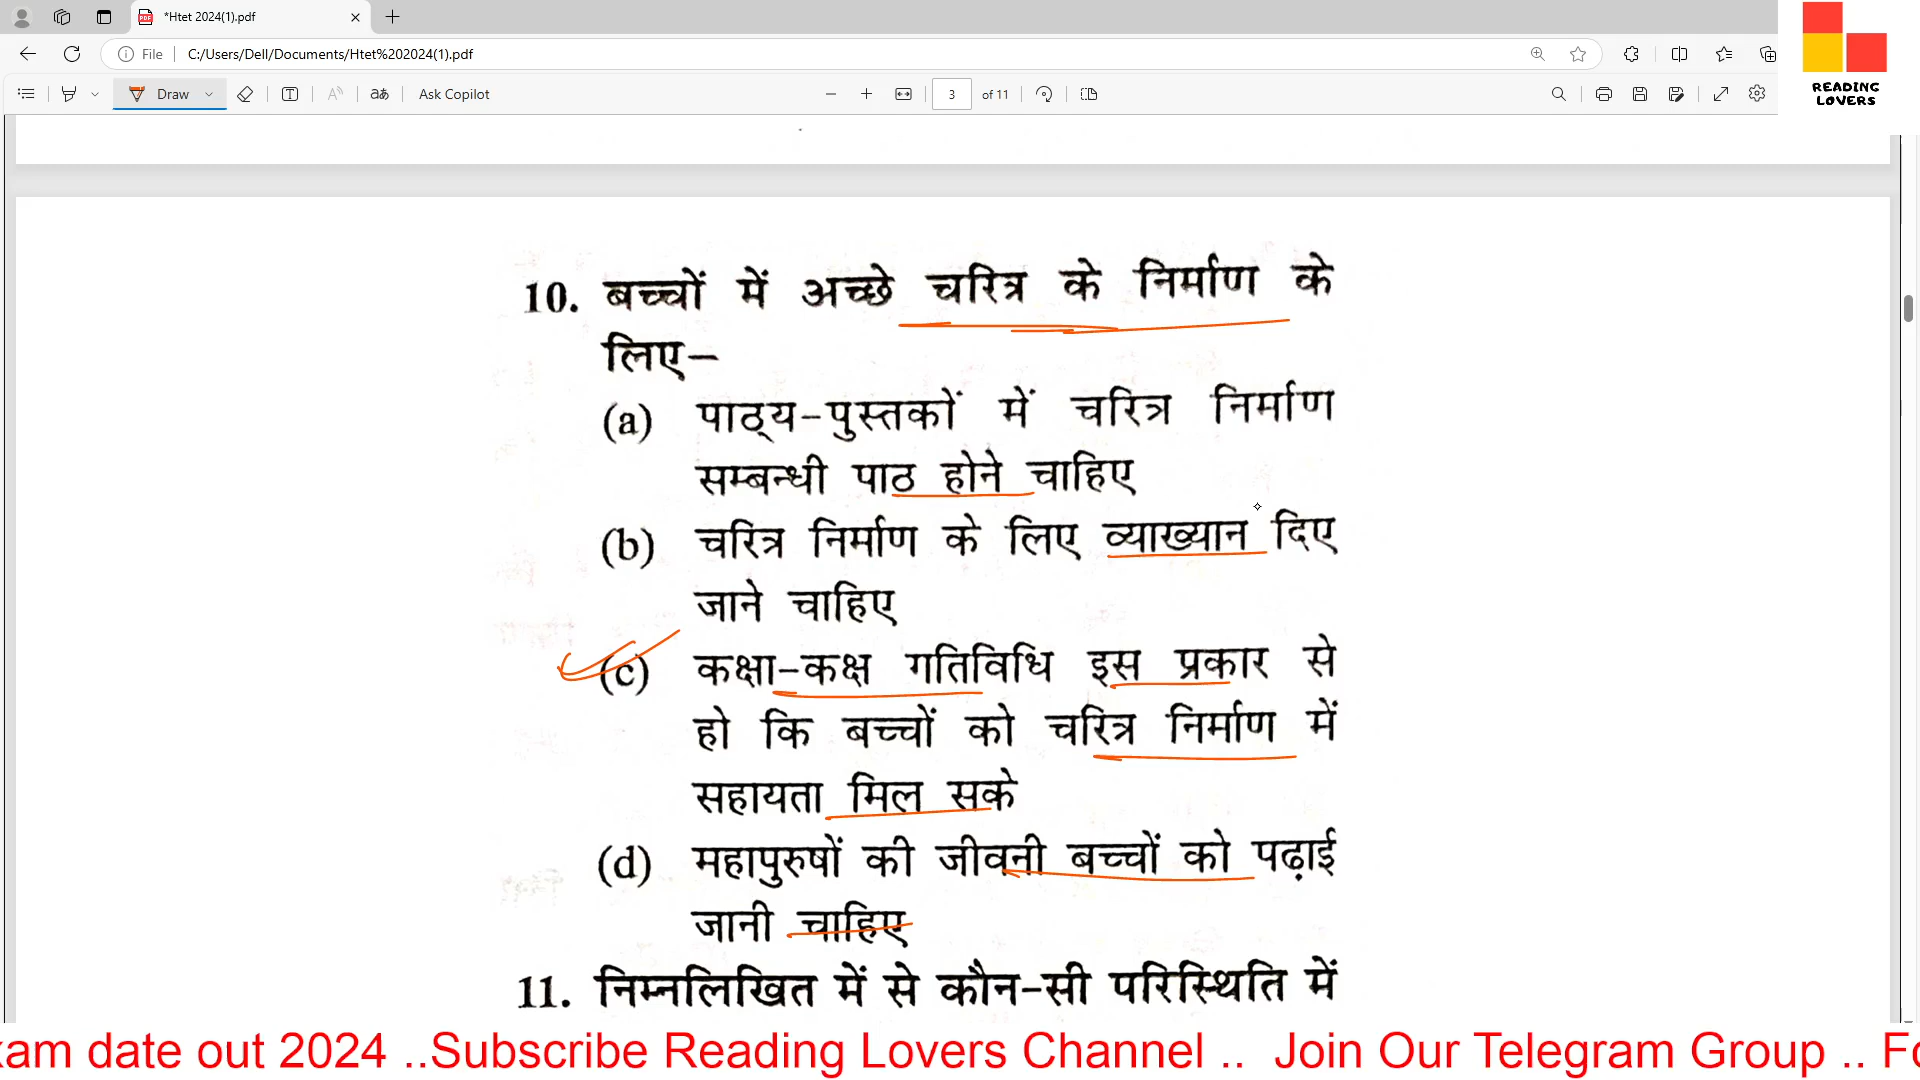 *Htet 2024(1).pdf
File C:/Users/Dell/Documents/Htet%202024(1).pdf
Draw Ask Copilot 3 of 11
READING
LOVERS
10. बच्चों में अच्छे चरित्र के निर्माण के
लिए–
(a) पाठ्य-पुस्तकों में चरित्र निर्माण
सम्बन्धी पाठ होने चाहिए
(b) चरित्र निर्माण के लिए व्याख्यान दिए
जाने चाहिए
(c) कक्षा-कक्ष गतिविधि इस प्रकार से
हो कि बच्चों को चरित्र निर्माण में
सहायता मिल सके
(d) महापुरुषों की जीवनी बच्चों को पढ़ाई
जानी चाहिए
11. निम्नलिखित में से कौन-सी परिस्थिति में
xam date out 2024 ..Subscribe Reading Lovers Channel .. Join Our Telegram Group .. Fo